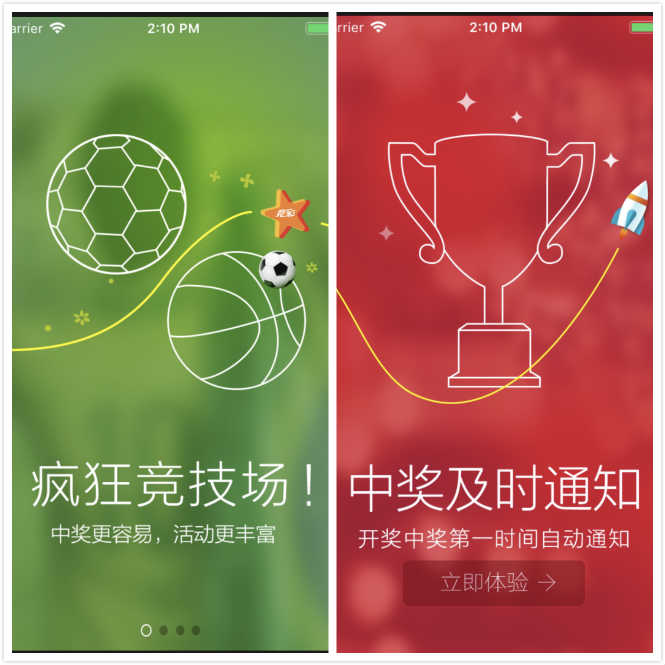 arrier
2:10 PM
疯狂竞技场！
中奖更容易，活动更丰富
rrier
2:10 PM
中奖及时通知
开奖中奖第一时间自动通知
立即体验 →